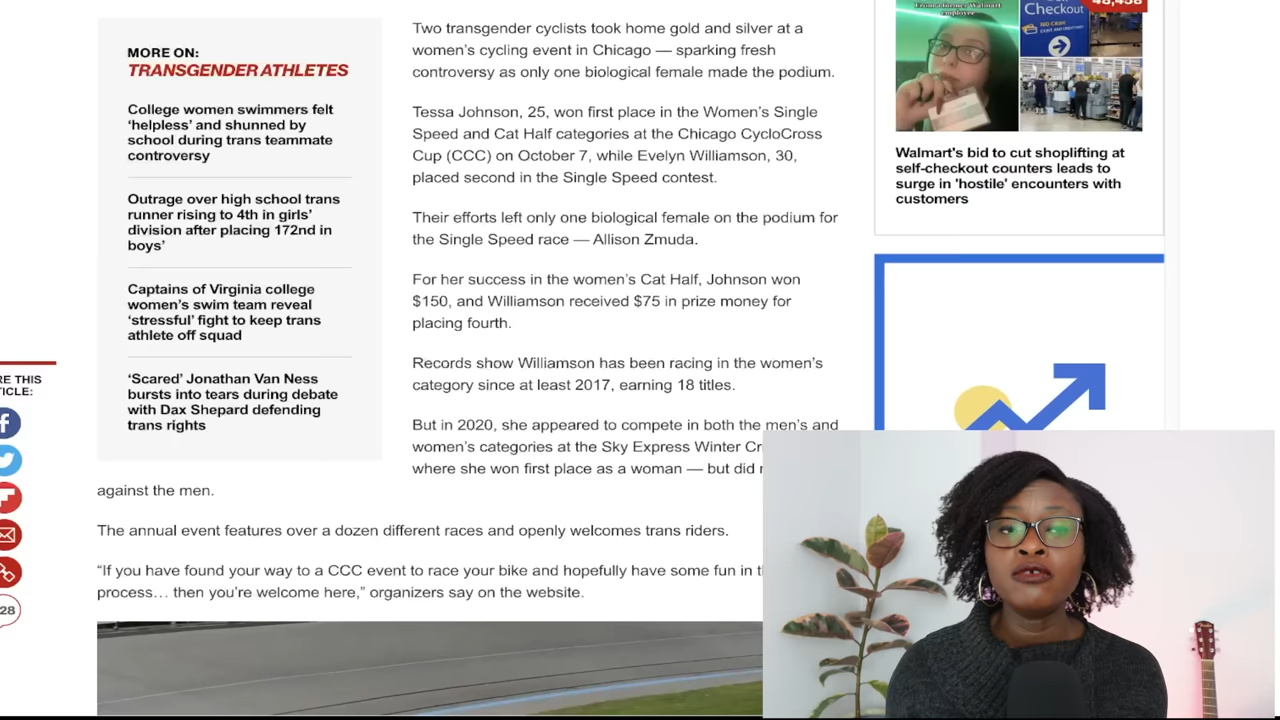 MORE ON:
TRANSGENDER ATHLETES
College women swimmers felt
‘helpless’ and shunned by
school during trans teammate
controversy
Outrage over high school trans
runner rising to 4th in girls’
division after placing 172nd in
boys’
Captains of Virginia college
women’s swim team reveal
‘stressful’ fight to keep trans
athlete off squad
‘Scared’ Jonathan Van Ness
bursts into tears during debate
with Dax Shepard defending
trans rights
RE THIS
TICLE:
28
Two transgender cyclists took home gold and silver at a
women’s cycling event in Chicago — sparking fresh
controversy as only one biological female made the podium.
Tessa Johnson, 25, won first place in the Women’s Single
Speed and Cat Half categories at the Chicago CycloCross
Cup (CCC) on October 7, while Evelyn Williamson, 30,
placed second in the Single Speed contest.
Their efforts left only one biological female on the podium for
the Single Speed race — Allison Zmuda.
For her success in the women’s Cat Half, Johnson won
$150, and Williamson received $75 in prize money for
placing fourth.
Records show Williamson has been racing in the women’s
category since at least 2017, earning 18 titles.
But in 2020, she appeared to compete in both the men’s and
women’s categories at the Sky Express Winter Cr
where she won first place as a woman — but did
against the men.
The annual event features over a dozen different races and openly welcomes trans riders.
“If you have found your way to a CCC event to race your bike and hopefully have some fun in
process… then you’re welcome here,” organizers say on the website.
From a former Walmart
employee
Checkout
NO CASH
48,458
Walmart's bid to cut shoplifting at
self-checkout counters leads to
surge in 'hostile' encounters with
customers